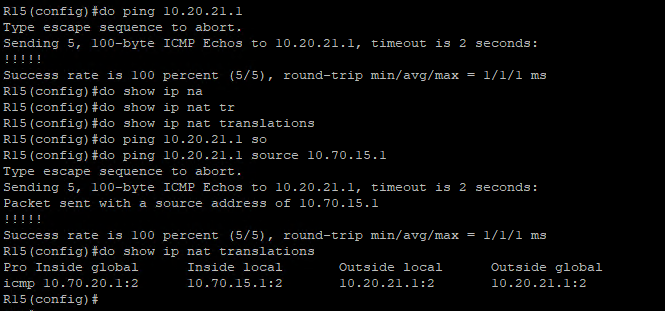 R15(config)#do ping 10.20.21.1
Type escape sequence to abort.
Sending 5, 100-byte ICMP Echos to 10.20.21.1, timeout is 2 seconds:
!!!!!
Success rate is 100 percent (5/5), round-trip min/avg/max = 1/1/1 ms
R15(config)#do show ip na
R15(config)#do show ip nat tr
R15(config)#do show ip nat translations
R15(config)#do ping 10.20.21.1 so
R15(config)#do ping 10.20.21.1 source 10.70.15.1
Type escape sequence to abort.
Sending 5, 100-byte ICMP Echos to 10.20.21.1, timeout is 2 seconds:
Packet sent with a source address of 10.70.15.1
!!!!!
Success rate is 100 percent (5/5), round-trip min/avg/max = 1/1/1 ms
R15(config)#do show ip nat translations
Pro Inside global Inside local Outside local Outside global
icmp 10.70.20.1:2 10.70.15.1:2 10.20.21.1:2 10.20.21.1:2
R15(config)#